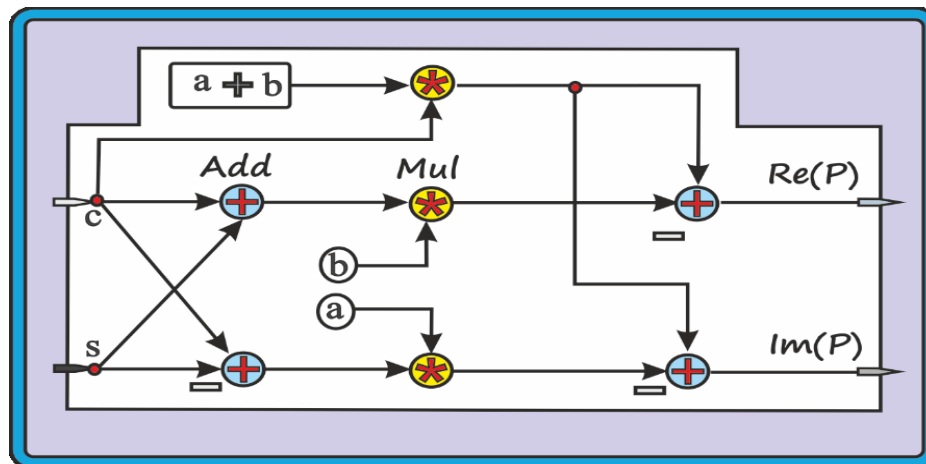 a + b
Add
Mul
Re(P)
c
b
a
s
Im(P)